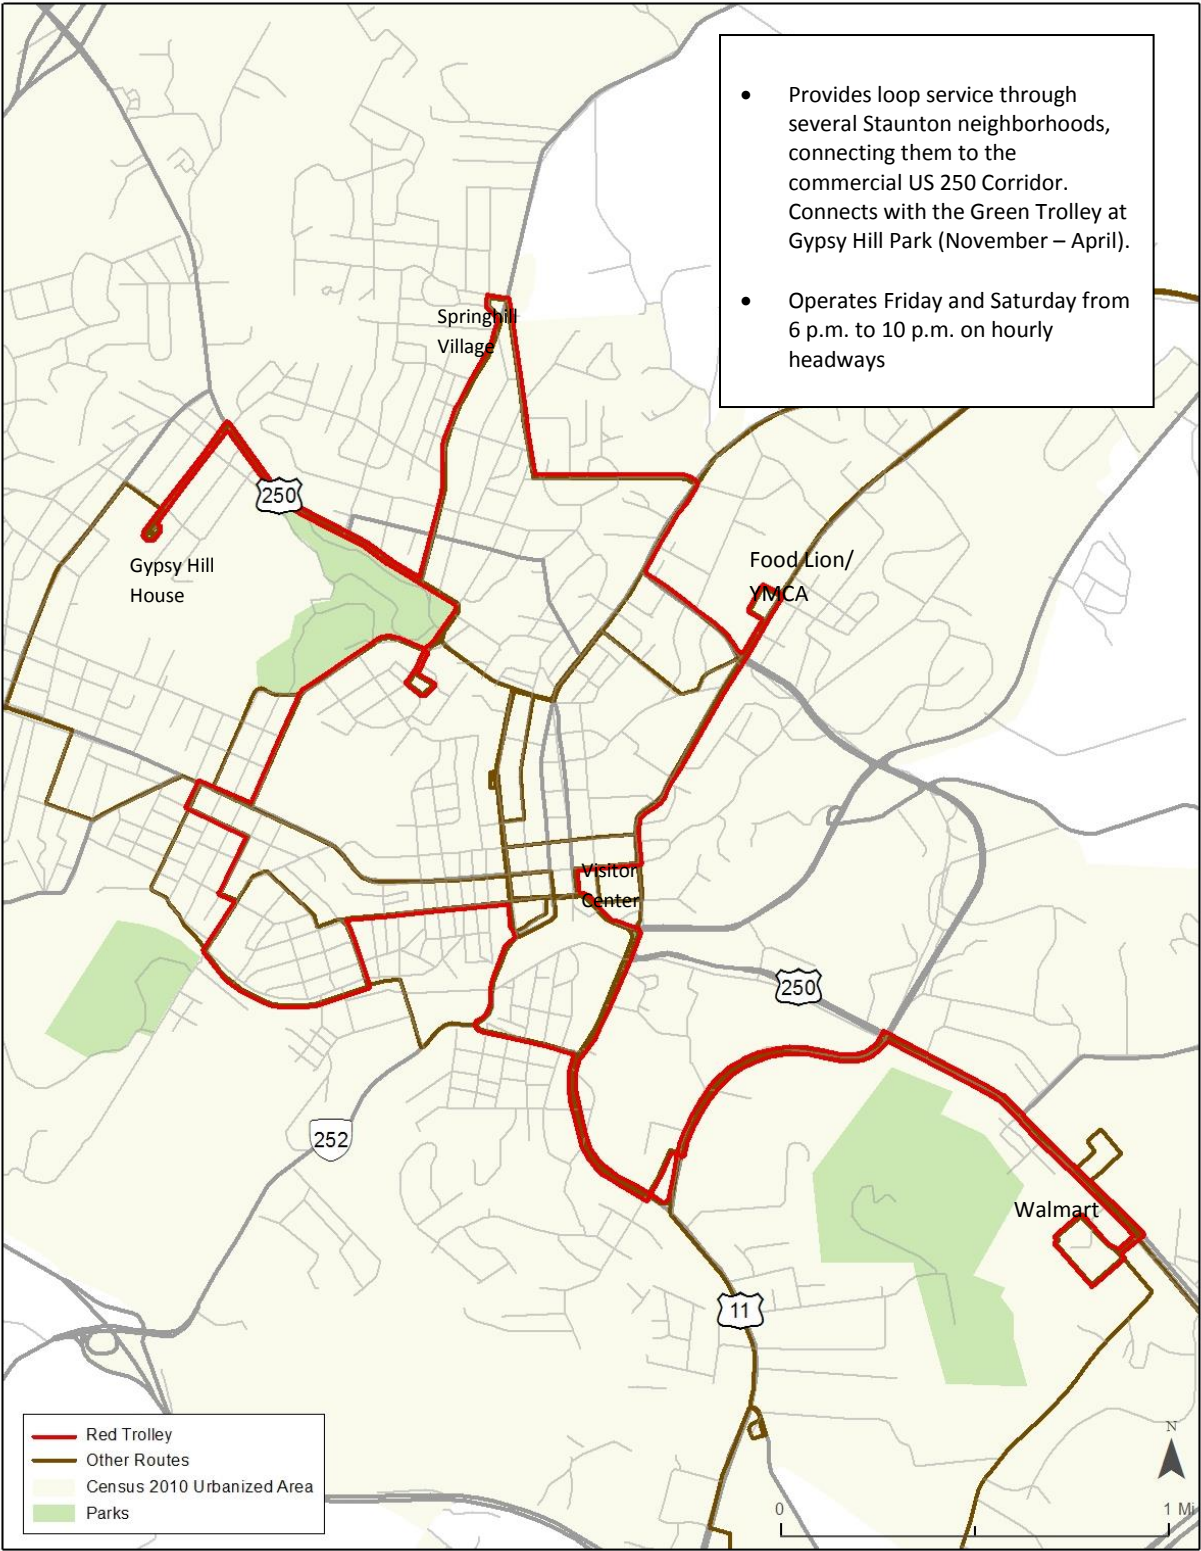 • Provides loop service through
several Staunton neighborhoods,
connecting them to the
commercial US 250 Corridor.
Connects with the Green Trolley at
Gypsy Hill Park (November – April).
• Operates Friday and Saturday from
6 p.m. to 10 p.m. on hourly
headways
Springhill
Village
250
Gypsy Hill
House
Food Lion/
YMCA
Visitor
Center
250
252
Walmart
11
Red Trolley
Other Routes
Census 2010 Urbanized Area
Parks
N
0
1 Mi